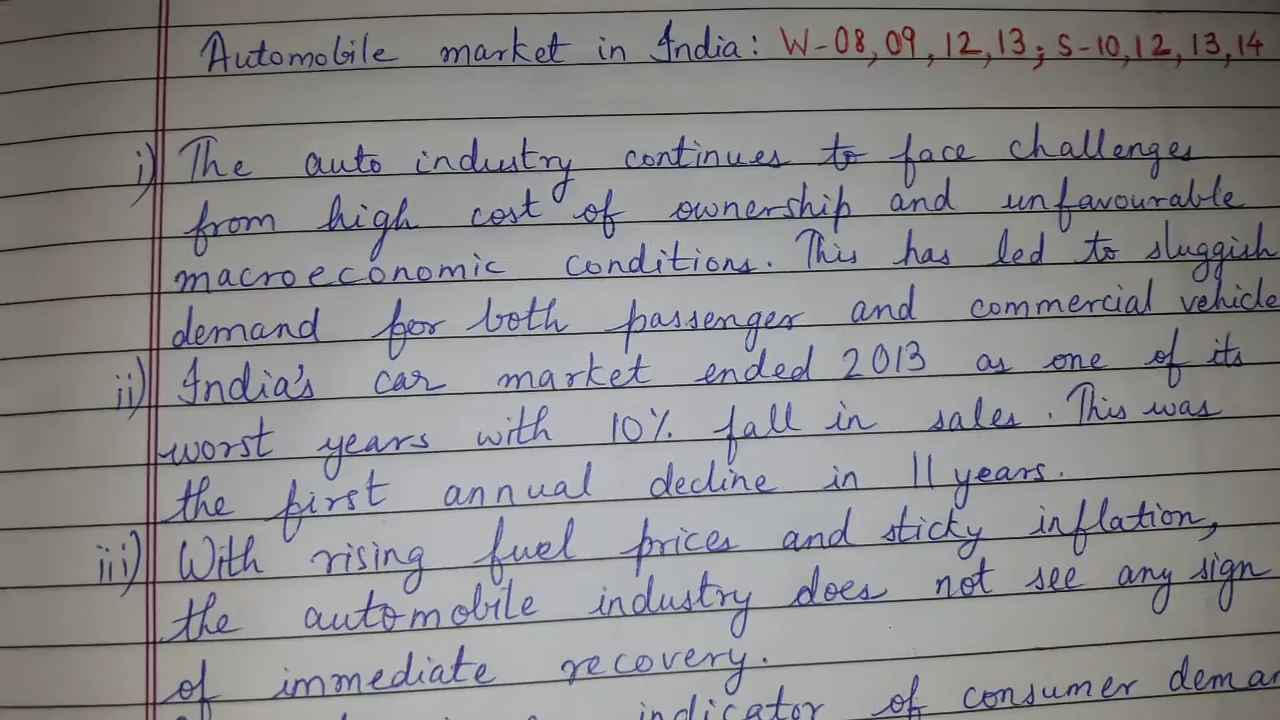 Automobile market in India: W-08, 09, 12, 13; S-10, 12, 13, 14
i) The auto industry continues to face challenges
from high cost of ownership and unfavourable
macroeconomic conditions. This has led to sluggish
demand for both passenger and commercial vehicle
ii) India's car market ended 2013 as one of its
worst years with 10% fall in sales. This was
the first annual decline in 11 years.
iii) With rising fuel prices and sticky inflation,
the automobile industry does not see any sign
of immediate recovery.
indicator of consumer deman